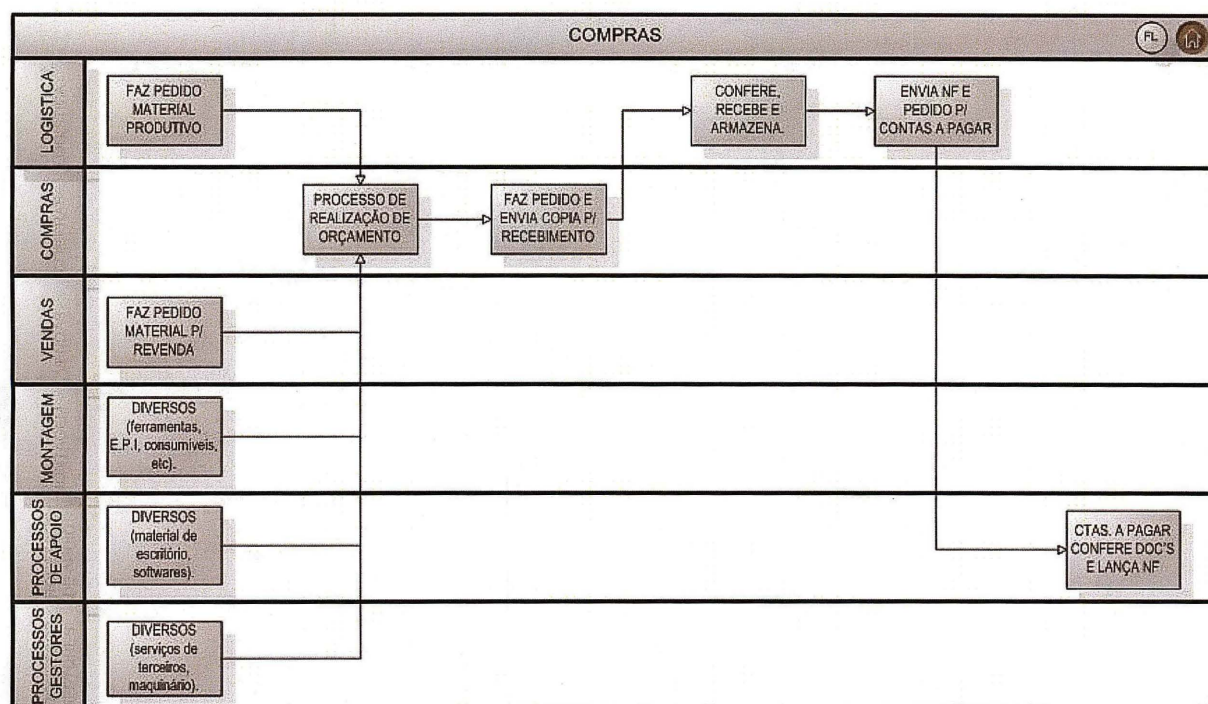 COMPRAS
FL
LOGISTICA
FAZ PEDIDO
MATERIAL
PRODUTIVO
CONFERE,
RECEBE E
ARMAZENA.
ENVIA NF E
PEDIDO P/
CONTAS A PAGAR
COMPRAS
PROCESSO DE
REALIZAÇÃO DE
ORÇAMENTO
FAZ PEDIDO E
ENVIA COPIA P/
RECEBIMENTO
VENDAS
FAZ PEDIDO
MATERIAL P/
REVENDA
MONTAGEM
DIVERSOS
(ferramentas,
E.P.I, consumíveis,
etc).
PROCESSOS
DE APOIO
DIVERSOS
(material de
escritório,
softwares).
CTAS. A PAGAR
CONFERE DOC'S
E LANÇA NF
PROCESSOS
GESTORES
DIVERSOS
(serviços de
terceiros,
maquinário).